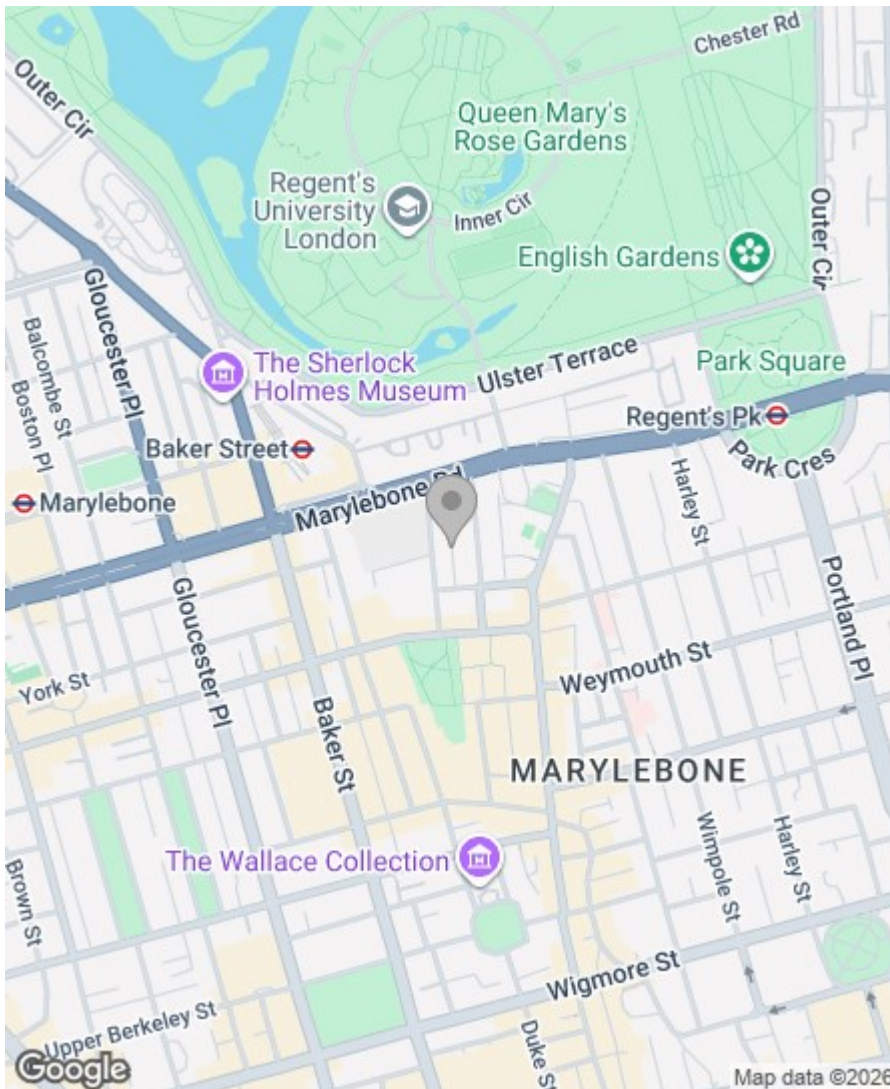 Chester Rd
Outer Cir
Queen Mary's
Rose Gardens
Regent's
University
London
Inner Cir
Outer Cir
English Gardens
Gloucester Pl
Balcombe St
Boston Pl
The Sherlock
Holmes Museum
Ulster Terrace
Park Square
Regent's Pk
Baker Street
Park Cres
Marylebone
Marylebone Rd
Harley St
Gloucester Pl
Portland Pl
York St
Weymouth St
Baker St
MARYLEBONE
Wimpole St
Harley St
Brown St
The Wallace Collection
Wigmore St
Upper Berkeley St
Duke St
Google
Map data ©2026